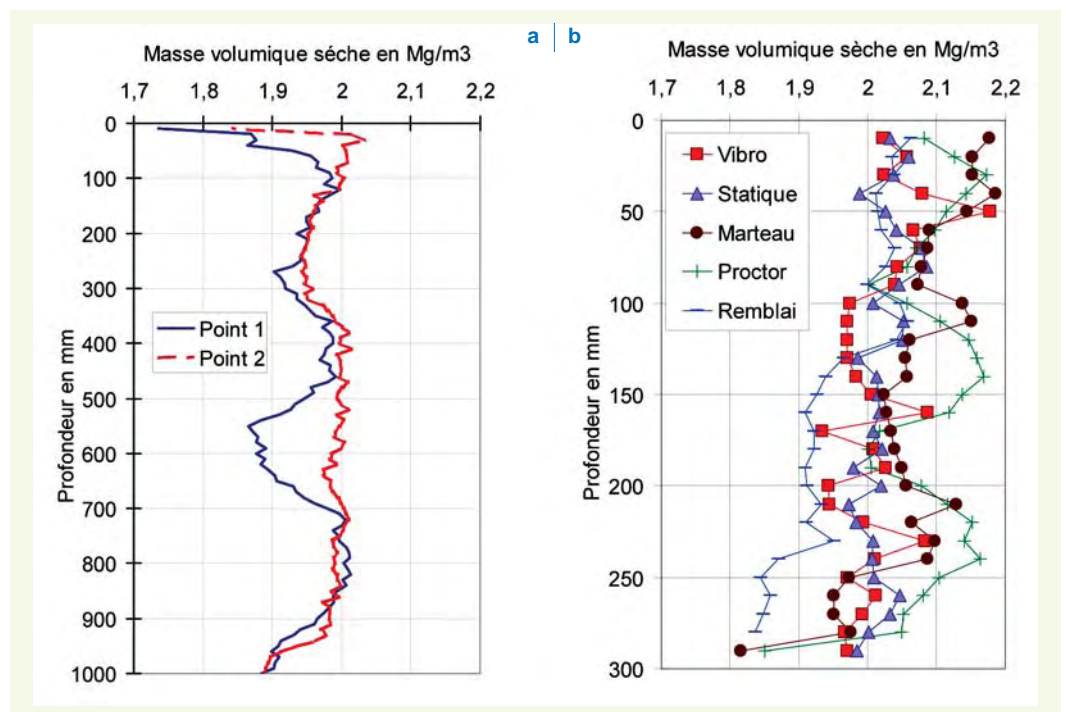 a b
Masse volumique séche en Mg/m3
1,7 1,8 1,9 2 2,1 2,2
0
100
200
300
400
500
600
700
800
900
1000
Profondeur en mm
Point 1
Point 2
Masse volumique sèche en Mg/m3
1,7 1,8 1,9 2 2,1 2,2
0
50
100
150
200
250
300
Profondeur en mm
Vibro
Statique
Marteau
Proctor
Remblai